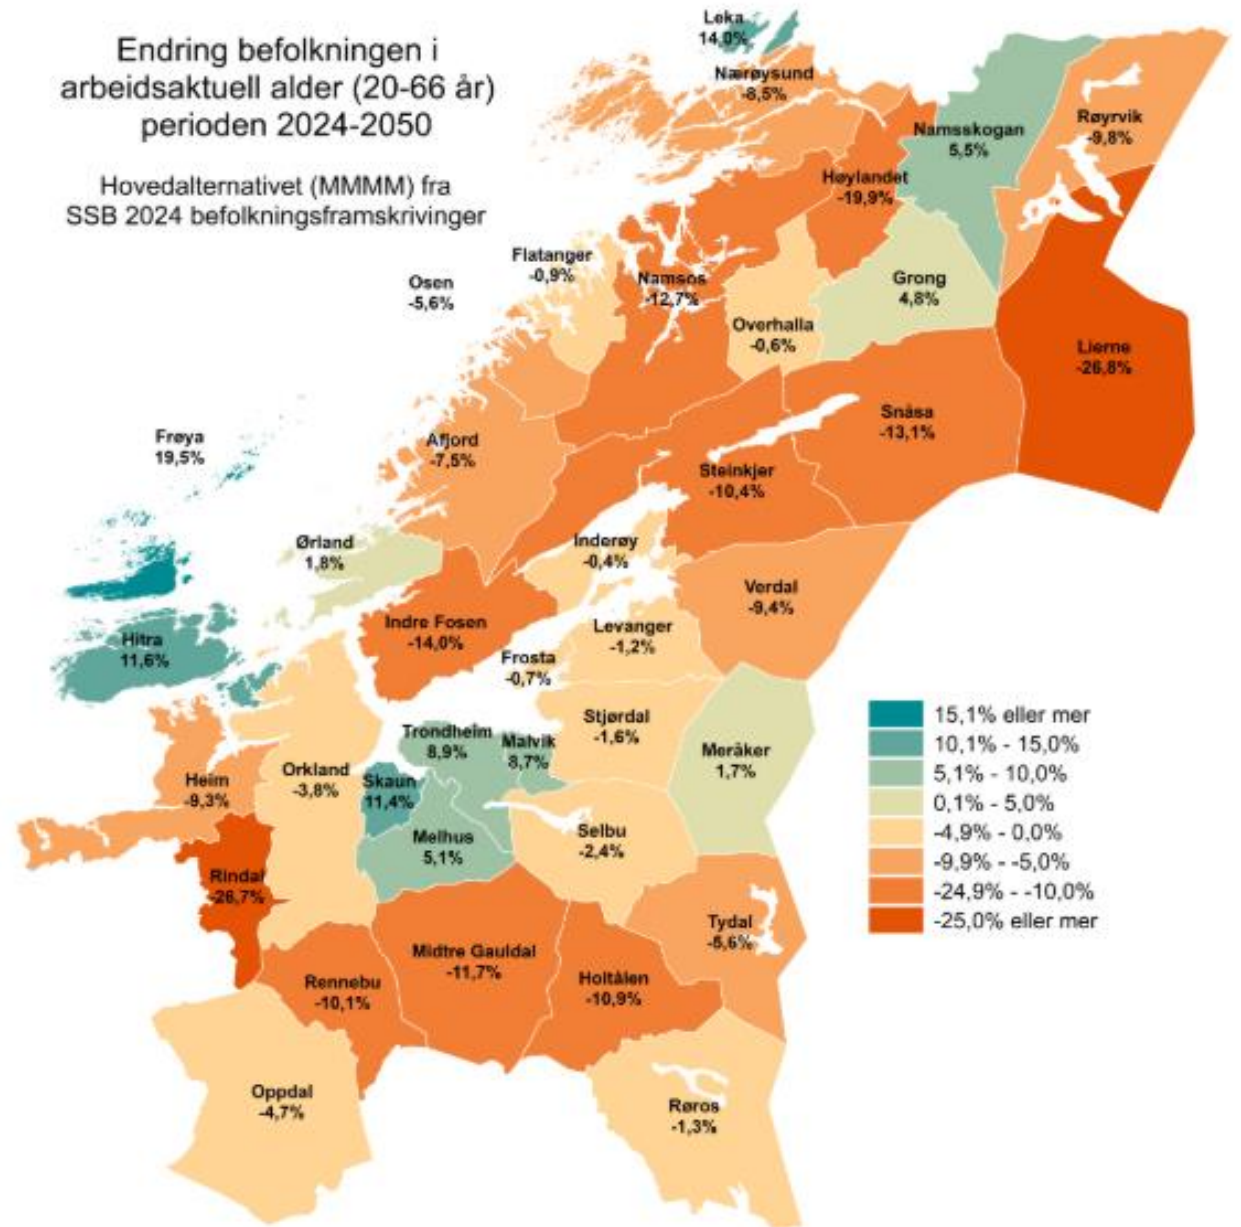 Endring befolkningen i
arbeidsaktuell alder (20-66 år)
perioden 2024-2050
Hovedalternativet (MMMM) fra
SSB 2024 befolkningsframskrivinger
Leka
14,0%
Nærøysund
-8,5%
Namsskogan
5,5%
Røyrvik
-9,8%
Høylandet
-19,9%
Flatanger
-0,9%
Osen
-5,6%
Namsos
-12,7%
Grong
4,8%
Overhalla
-0,6%
Lierne
-26,8%
Snåsa
-13,1%
Frøya
19,5%
Åfjord
-7,5%
Steinkjer
-10,4%
Ørland
1,8%
Inderøy
-0,4%
Verdal
-9,4%
Indre Fosen
-14,0%
Levanger
-1,2%
Hitra
11,6%
Frosta
-0,7%
Stjørdal
-1,6%
Trondheim
8,9%
Malvik
8,7%
Meråker
1,7%
Orkland
-3,8%
Skaun
11,4%
Heim
-9,3%
Melhus
5,1%
Selbu
-2,4%
Rindal
-26,7%
Tydal
-5,6%
Midtre Gauldal
-11,7%
Rennebu
-10,1%
Holtålen
-10,9%
Oppdal
-4,7%
Røros
-1,3%
15,1% eller mer
10,1% - 15,0%
5,1% - 10,0%
0,1% - 5,0%
-4,9% - 0,0%
-9,9% - -5,0%
-24,9% - -10,0%
-25,0% eller mer